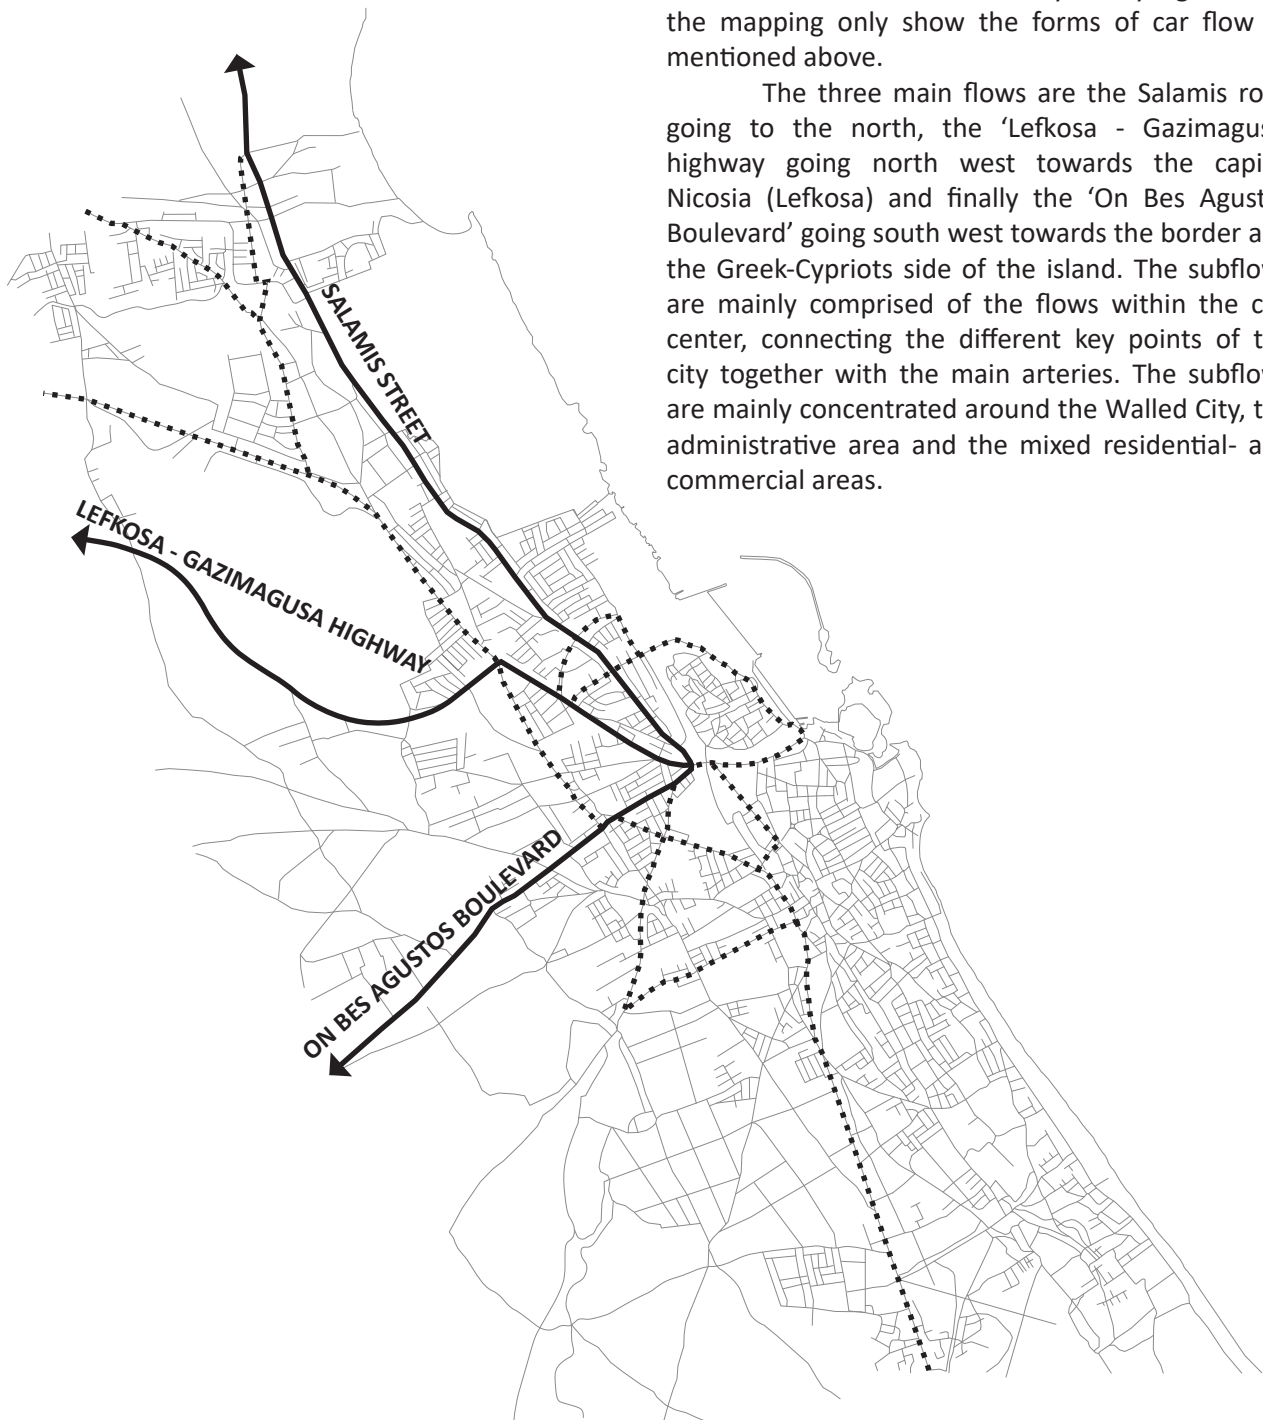 the mapping only show the forms of car flow
mentioned above.
The three main flows are the Salamis
going to the north, the ‘Lefkosa - Gazimagus
highway going north west towards the
Nicosia (Lefkosa) and finally the ‘On Bes Agust
Boulevard’ going south west towards the border
the Greek-Cypriots side of the island. The
are mainly comprised of the flows within the
center, connecting the different key points of
city together with the main arteries. The
are mainly concentrated around the Walled City,
administrative area and the mixed residential-
commercial areas.
SALAMIS STREET
LEFKOSA - GAZIMAGUSA HIGHWAY
ON BES AGUSTOS BOULEVARD